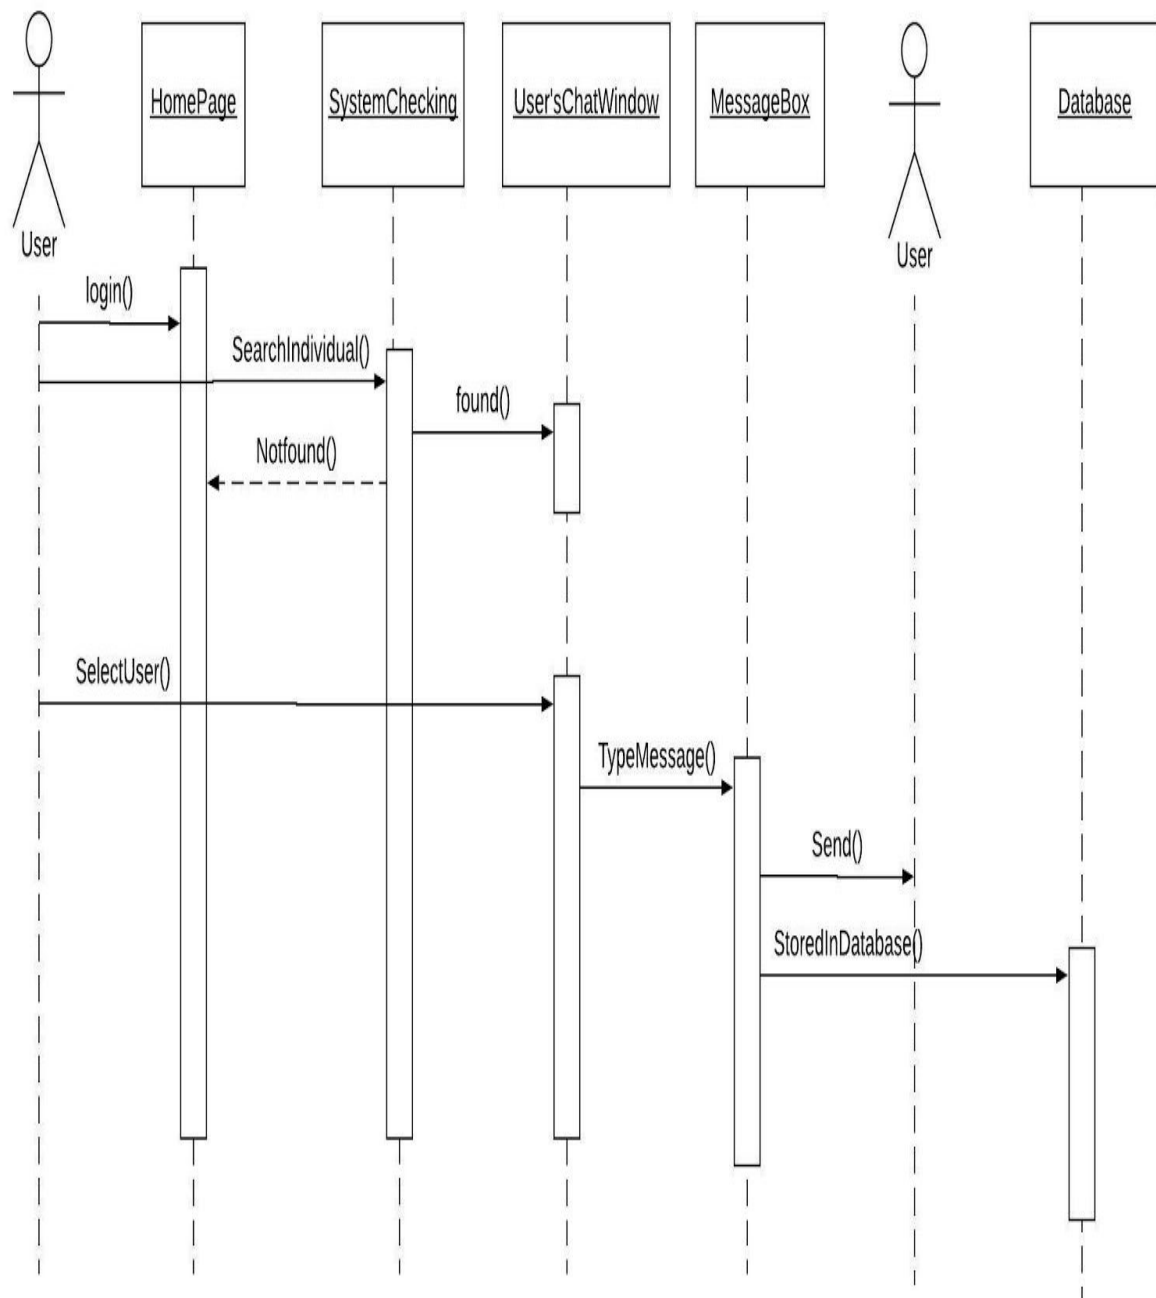 HomePage
SystemChecking
User'sChatWindow
MessageBox
Database
User
User
login()
SearchIndividual()
found()
Notfound()
SelectUser()
TypeMessage()
Send()
StoredInDatabase()